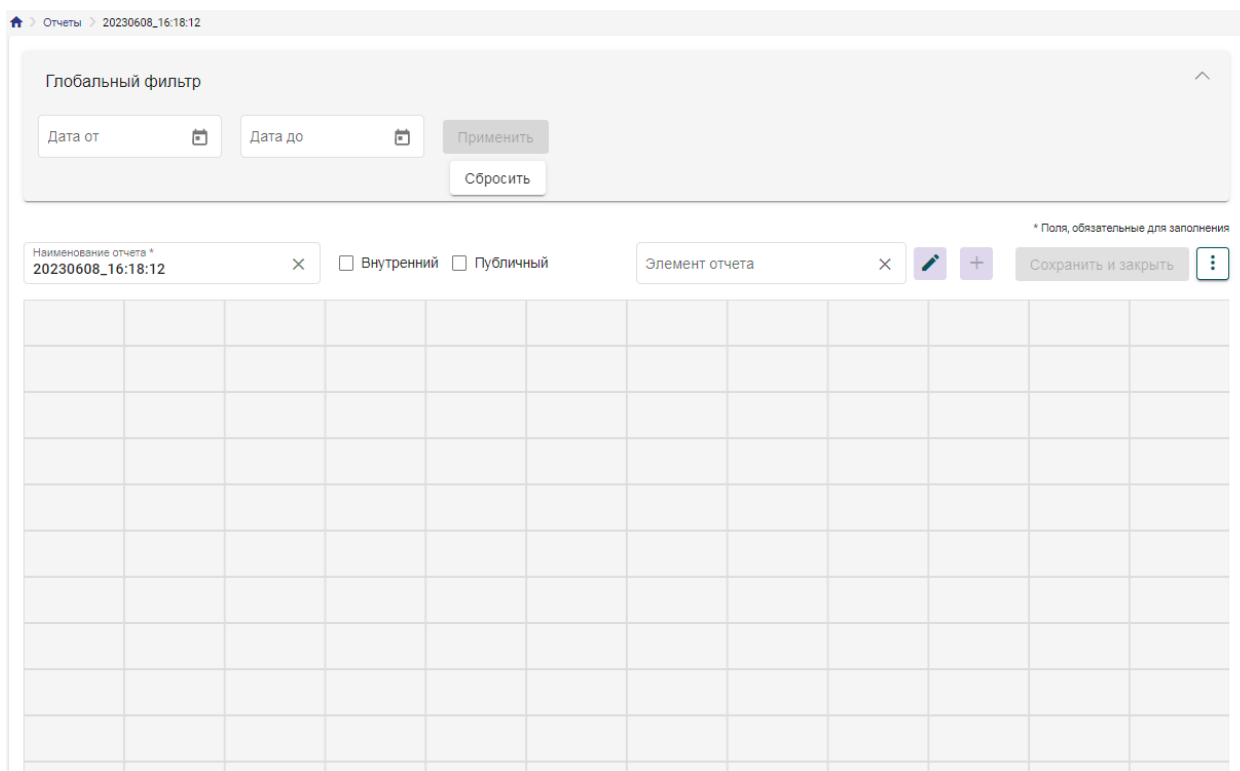 Отчеты 20230608_16:18:12
Глобальный фильтр
Дата от Дата до Применить
Сбросить
* Поля, обязательные для заполнения
Наименование отчета *
20230608_16:18:12 Внутренний Публичный Элемент отчета Сохранить и закрыть